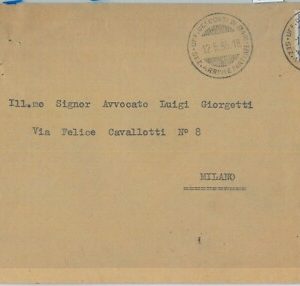 Ill.mo Signor Avvocato Luigi Giorgetti
Via Felice Cavallotti N° 8
MILANO